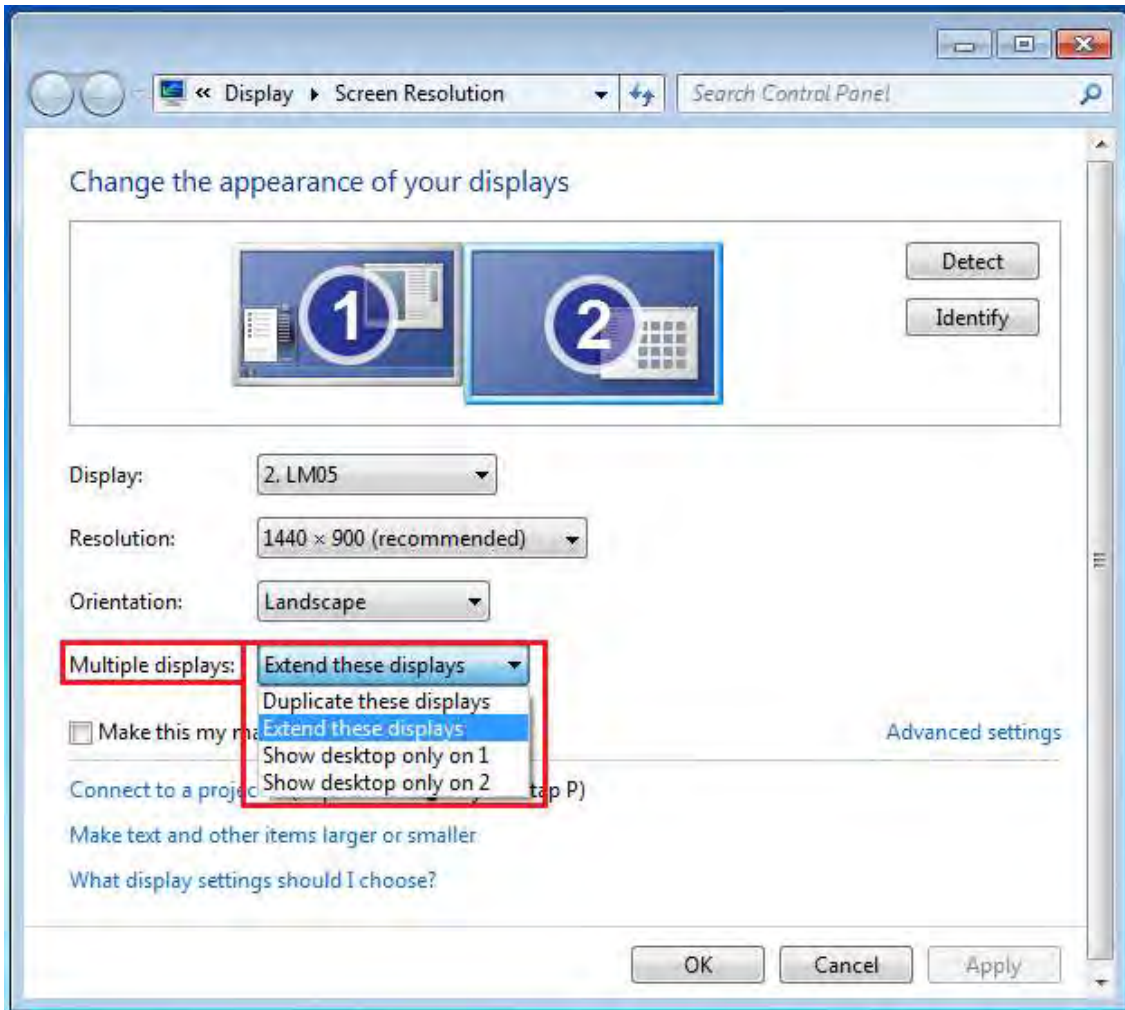 « Display ▸ Screen Resolution Search Control Panel
Change the appearance of your displays
1 2
Detect
Identify
Display: 2. LM05
Resolution: 1440 × 900 (recommended)
Orientation: Landscape
Multiple displays: Extend these displays
Duplicate these displays
Make this my Extend these displays Advanced settings
Show desktop only on 1
Connect to a Show desktop only on 2 tap P)
Make text and other items larger or smaller
What display settings should I choose?
OK Cancel Apply